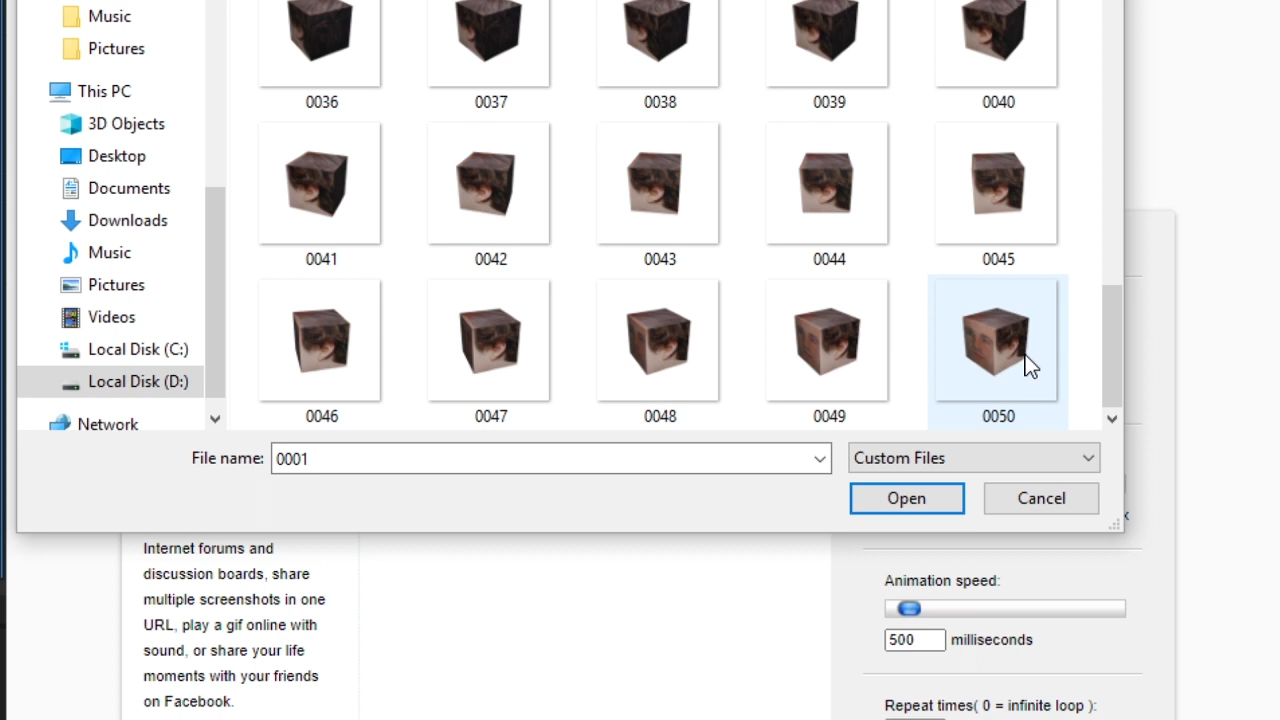 Music
Pictures
This PC
3D Objects
Desktop
Documents
Downloads
Music
Pictures
Videos
Local Disk (C:)
Local Disk (D:)
Network
0036 0037 0038 0039 0040
0041 0042 0043 0044 0045
0046 0047 0048 0049 0050
File name: 0001 Custom Files
Open Cancel
Internet forums and
discussion boards, share
multiple screenshots in one
URL, play a gif online with
sound, or share your life
moments with your friends
on Facebook.
Animation speed:
500 milliseconds
Repeat times( 0 = infinite loop ):